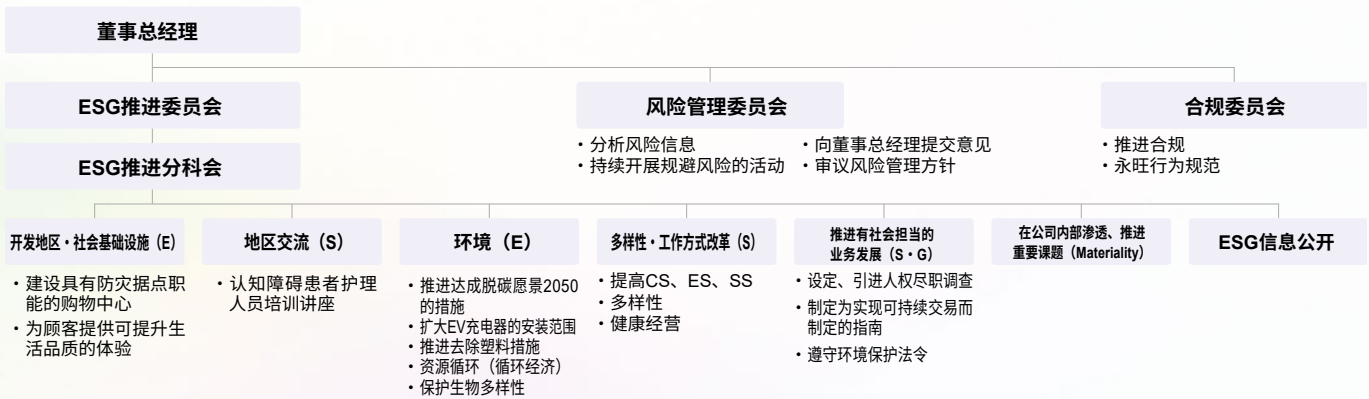 董事总经理
ESG推进委员会
风险管理委员会
合规委员会
・分析风险信息
・持续开展规避风险的活动
・向董事总经理提交意见
・审议风险管理方针
・推进合规
・永旺行为规范
ESG推进分科会
开发地区・社会基础设施（E）
・建设具有防灾据点职
能的购物中心
・为顾客提供可提升生
活品质的体验
地区交流（S）
・认知障碍患者护理
人员培训讲座
环境（E）
・推进达成脱碳愿景2050
的措施
・扩大EV充电器的安装范围
・推进去除塑料措施
・资源循环（循环经济）
・保护生物多样性
多样性・工作方式改革（S）
・提高CS、ES、SS
・多样性
・健康经营
推进有社会担当的
业务发展（S・G）
・设定、引进人权尽职调查
・制定为实现可持续交易而
制定的指南
・遵守环境保护法令
在公司内部渗透、推进
重要课题（Materiality）
ESG信息公开